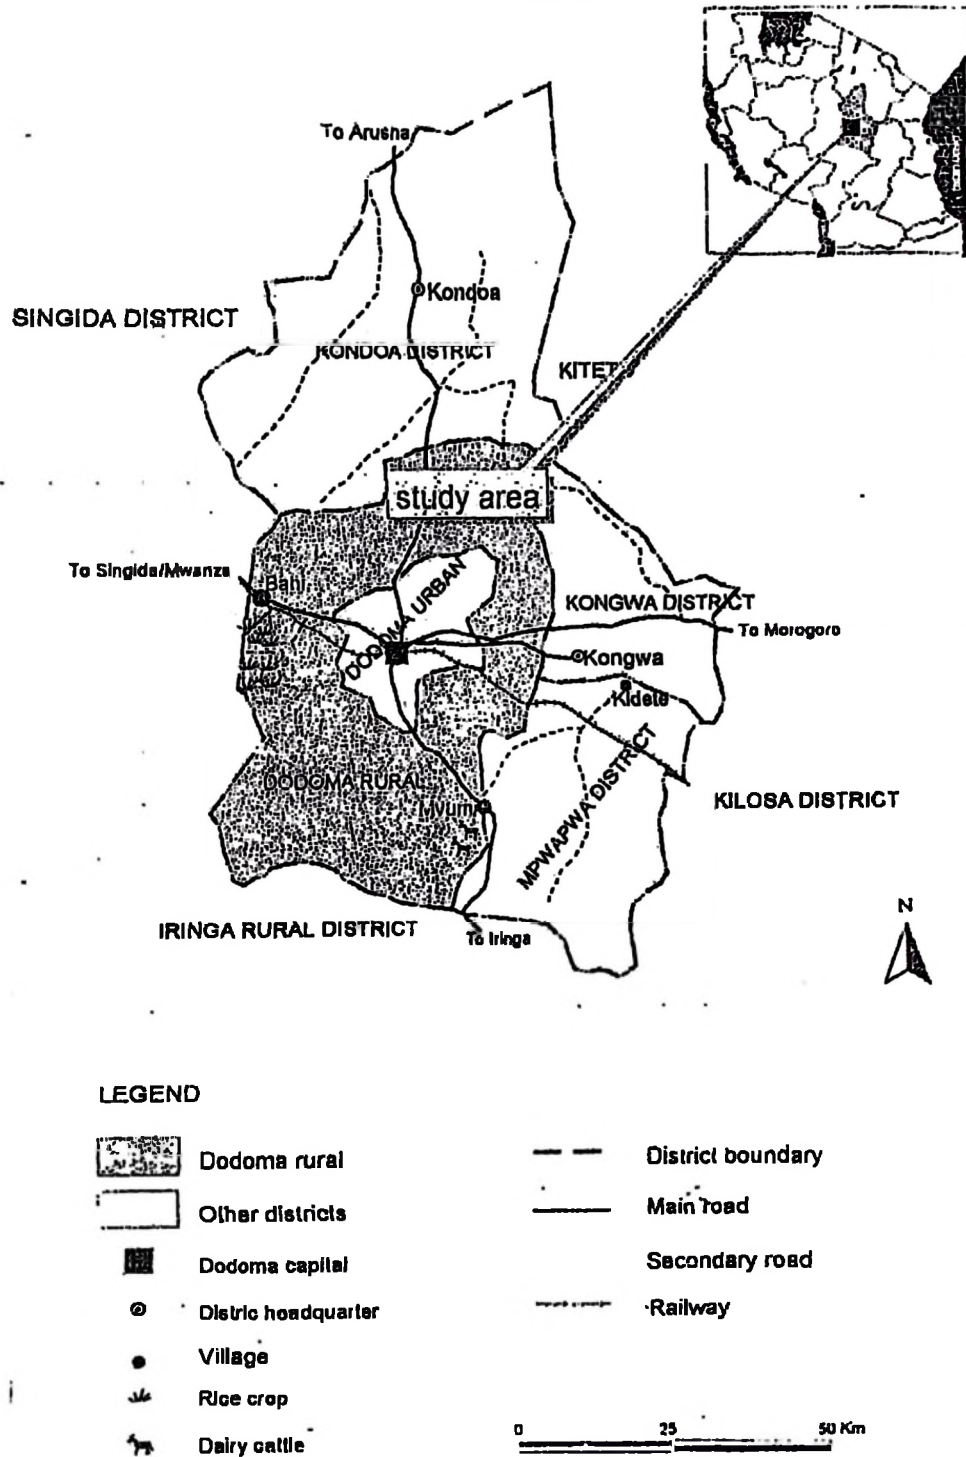 To Arusha
Kondoa
SINGIDA DISTRICT
KONDOA DISTRICT
KITET
study area
To Singida/Mwanza
Bahi
DODOMA URBAN
KONGWA DISTRICT
To Morogoro
Kongwa
Kidete
DODOMA RURAL
Mvumi
MPWAPWA DISTRICT
KILOSA DISTRICT
IRINGA RURAL DISTRICT
To Iringa
N
LEGEND
Dodoma rural
Other districts
Dodoma capital
Distric headquarter
Village
Rice crop
Dairy cattle
District boundary
Main road
Secondary road
Railway
0 25 50 Km